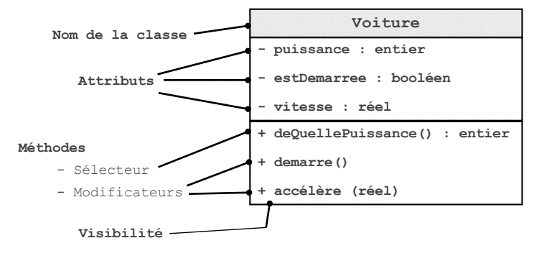 Voiture
Nom de la classe
- puissance : entier
Attributs
- estDemarree : booléen
- vitesse : réel
+ deQuellePuissance() : entier
Méthodes
+ demarre()
- Sélecteur
- Modificateurs
+ accélère (réel)
Visibilité